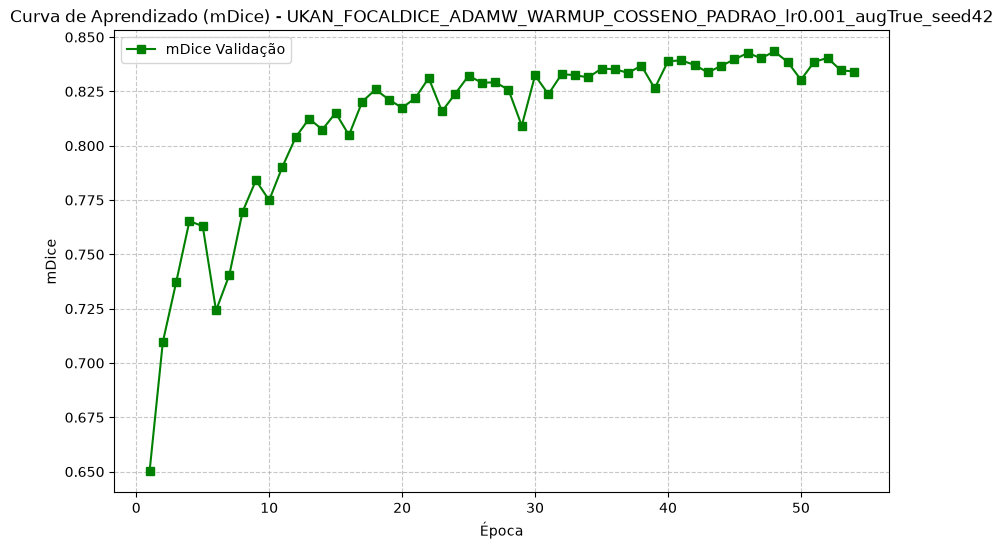 Curva de Aprendizado (mDice) - UKAN_FOCALDICE_ADAMW_WARMUP_COSSENO_PADRAO_lr0.001_augTrue_seed42
mDice Validação
mDice
0.850
0.825
0.800
0.775
0.750
0.725
0.700
0.675
0.650
0 10 20 30 40 50
Época